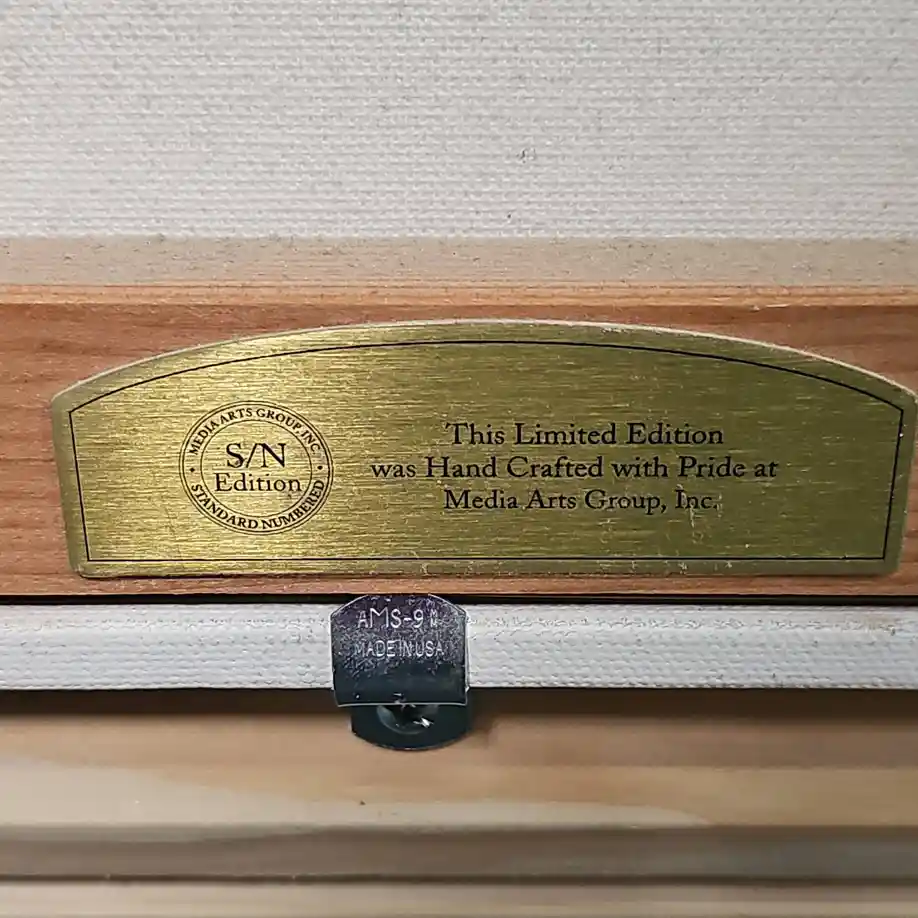 MEDIA ARTS GROUP INC.
S/N
Edition
STANDARD NUMBERED
This Limited Edition
was Hand Crafted with Pride at
Media Arts Group, Inc.
AMS-9
MADE IN USA